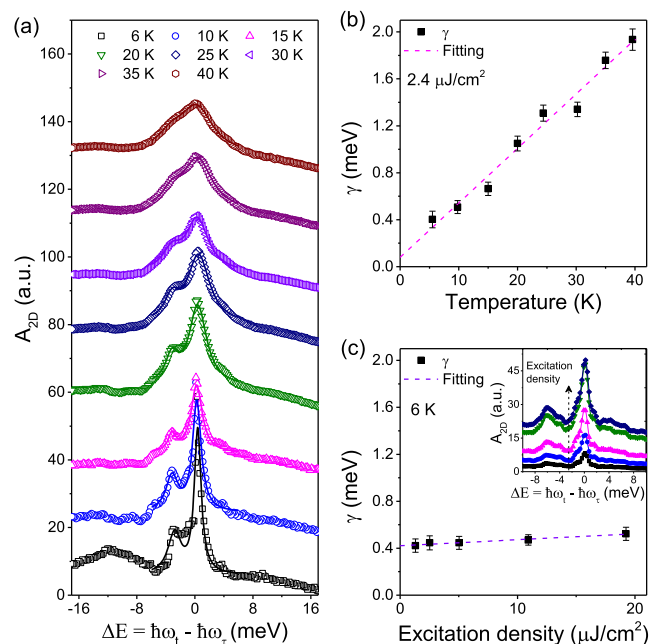 (a)
6 K 10 K 15 K
20 K 25 K 30 K
35 K 40 K
140
120
100
80
60
40
20
0
A2D (a.u.)
-16 -8 0 8 16
ΔE = ħωt - ħωτ (meV)
(b)
γ
Fitting
2.4 μJ/cm²
2.0
1.6
1.2
0.8
0.4
0.0
γ (meV)
0 10 20 30 40
Temperature (K)
(c)
γ
Fitting
6 K
2.0
1.6
1.2
0.8
0.4
0.0
γ (meV)
0 5 10 15 20
Excitation density (μJ/cm²)
Excitation
density
45
30
15
0
A2D (a.u.)
-8 -4 0 4 8
ΔE = ħωt - ħωτ (meV)